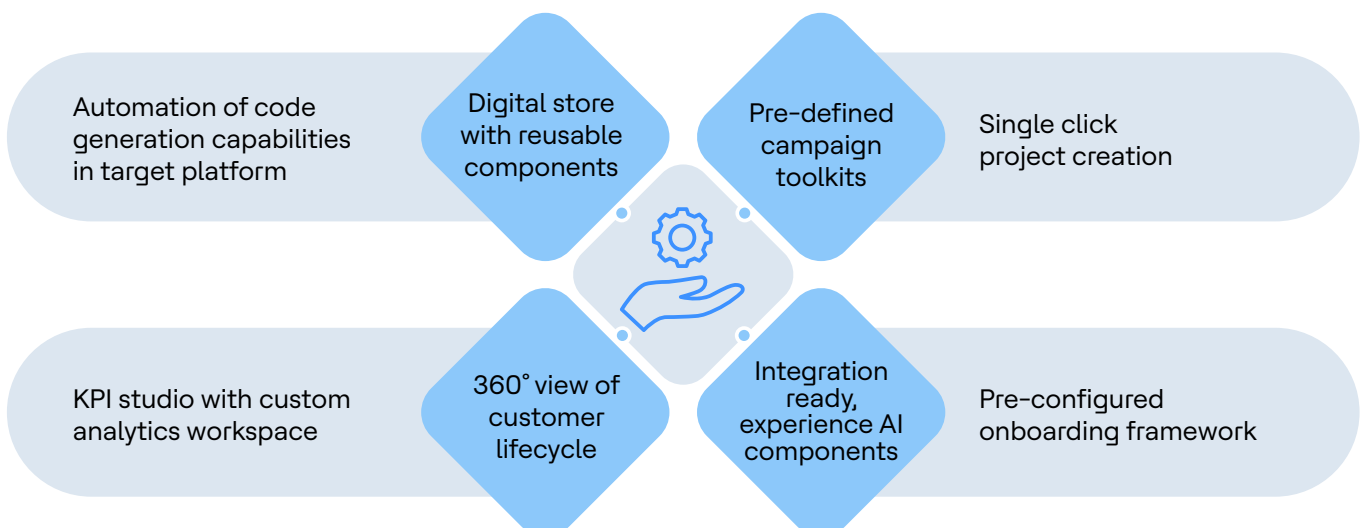 Automation of code
generation capabilities
in target platform
Digital store
with reusable
components
Pre-defined
campaign
toolkits
Single click
project creation
KPI studio with custom
analytics workspace
360° view of
customer
lifecycle
Integration
ready,
experience AI
components
Pre-configured
onboarding framework